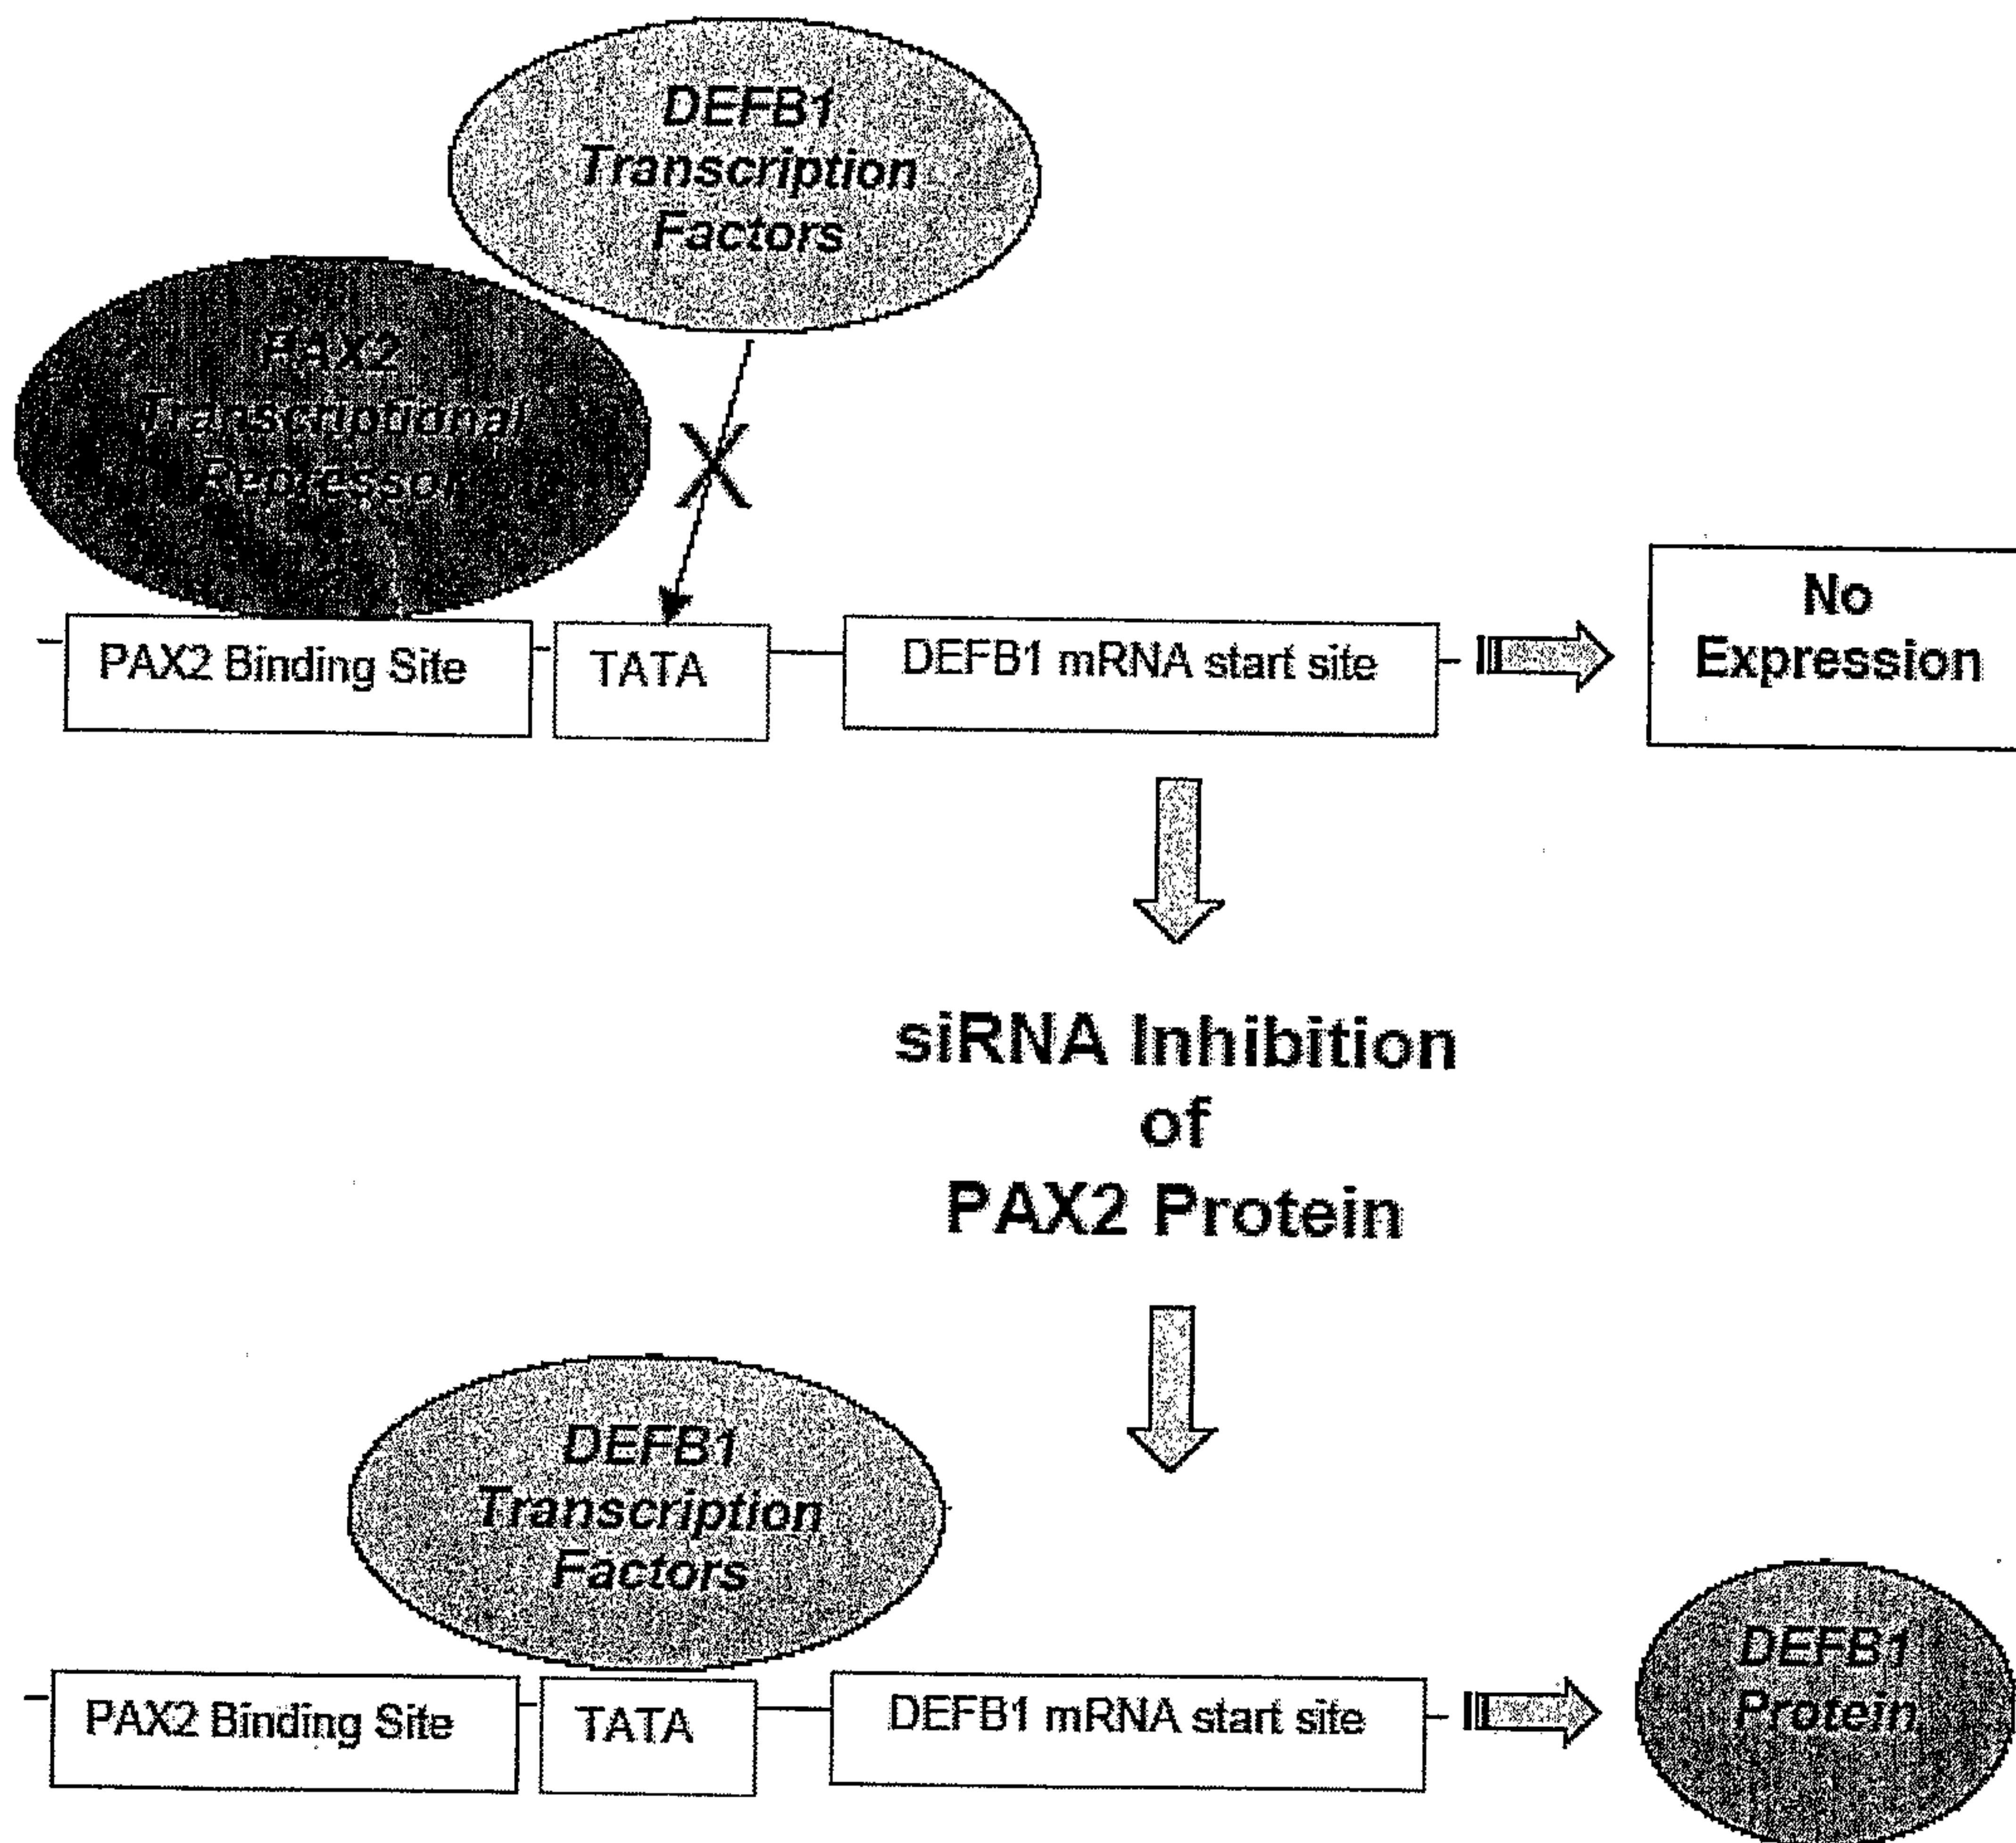 DEFB1
Transcription
Factors
PAX2
Transcriptional
Repressor
PAX2 Binding Site
TATA
DEFB1 mRNA start site
No
Expression
siRNA Inhibition
of
PAX2 Protein
DEFB1
Transcription
Factors
PAX2 Binding Site
TATA
DEFB1 mRNA start site
DEFB1
Protein